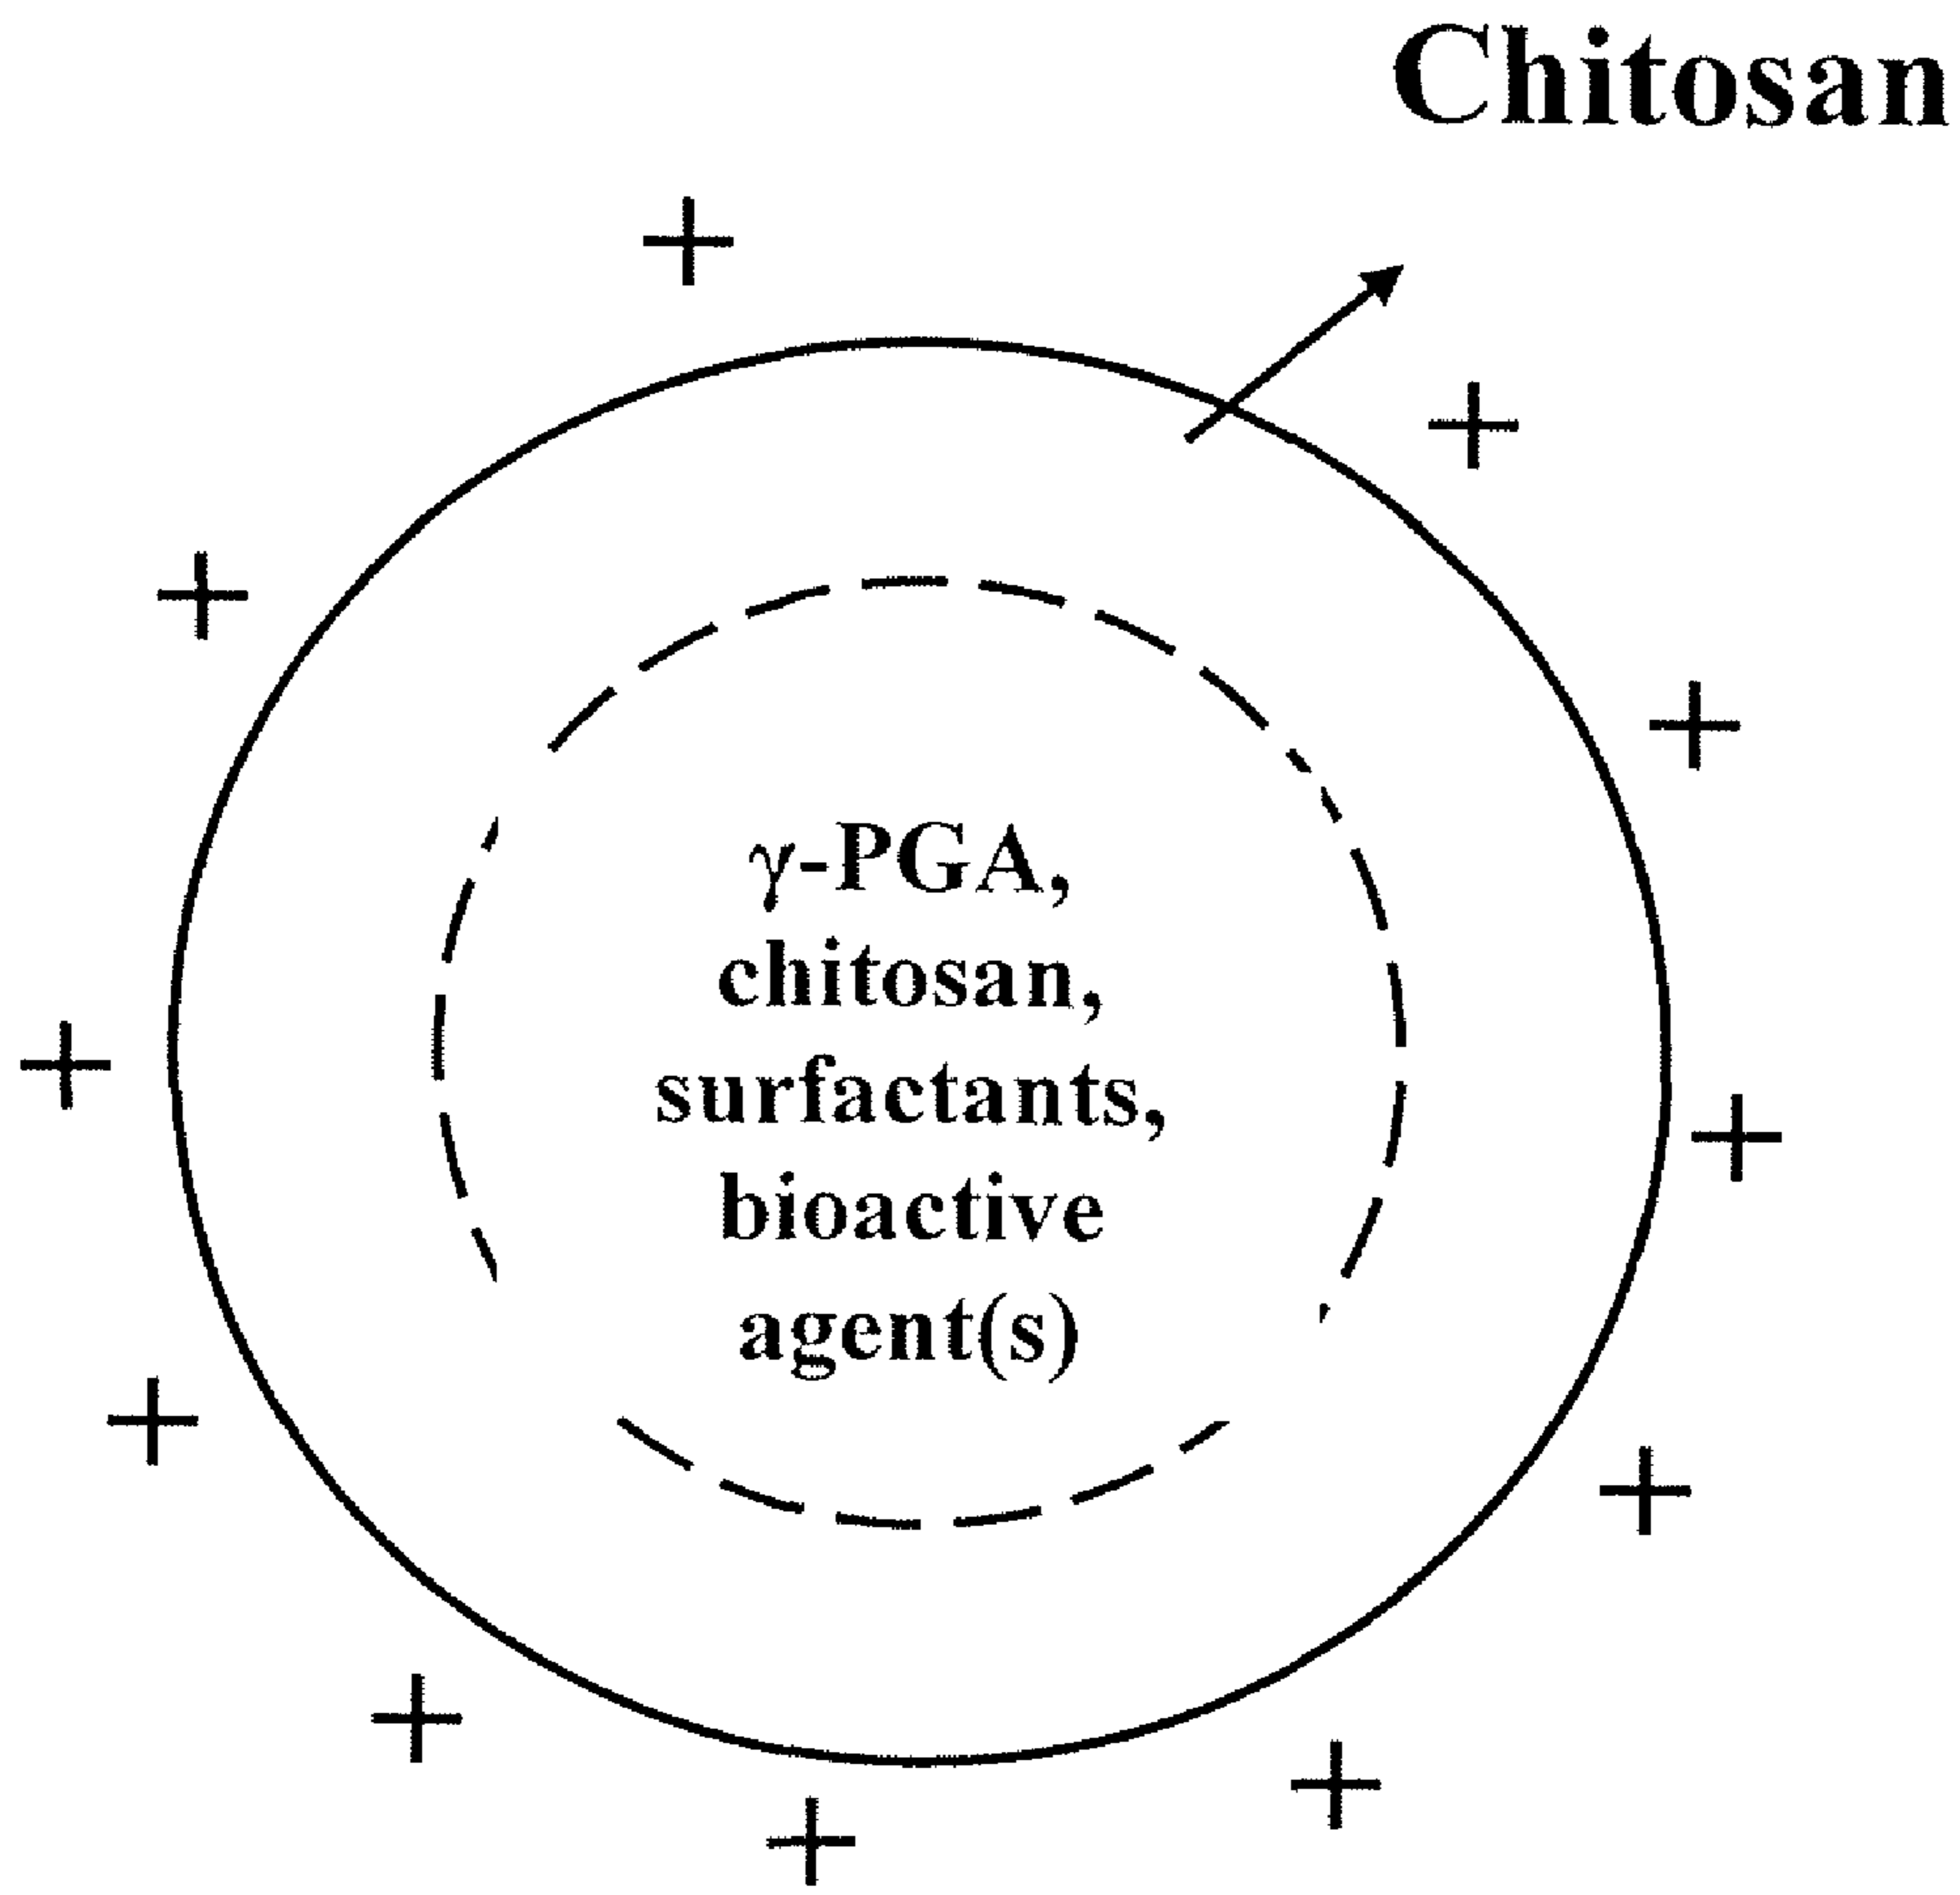 Chitosan
γ-PGA,
chitosan,
surfactants,
bioactive
agent(s)